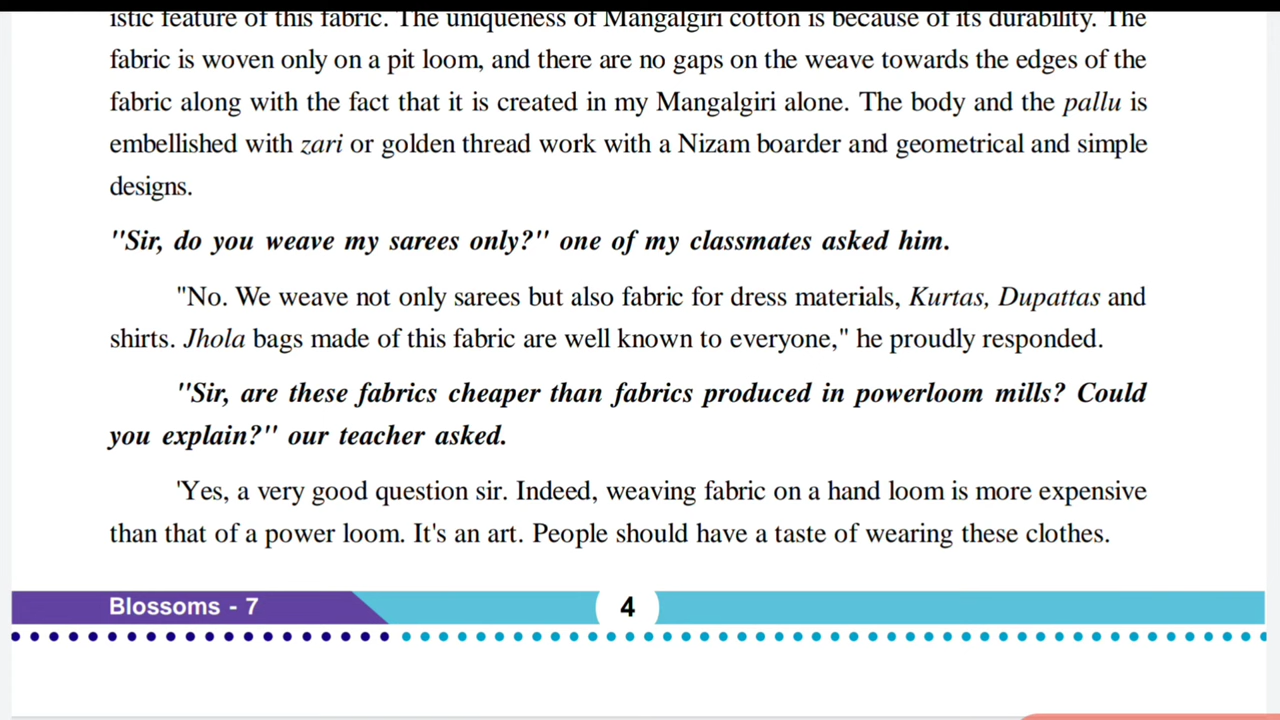 istic feature of this fabric. The uniqueness of Mangalgiri cotton is because of its durability. The
fabric is woven only on a pit loom, and there are no gaps on the weave towards the edges of the
fabric along with the fact that it is created in my Mangalgiri alone. The body and the pallu is
embellished with zari or golden thread work with a Nizam boarder and geometrical and simple
designs.
"Sir, do you weave my sarees only?" one of my classmates asked him.
"No. We weave not only sarees but also fabric for dress materials, Kurtas, Dupattas and
shirts. Jhola bags made of this fabric are well known to everyone," he proudly responded.
"Sir, are these fabrics cheaper than fabrics produced in powerloom mills? Could
you explain?" our teacher asked.
'Yes, a very good question sir. Indeed, weaving fabric on a hand loom is more expensive
than that of a power loom. It's an art. People should have a taste of wearing these clothes.
Blossoms - 7
4